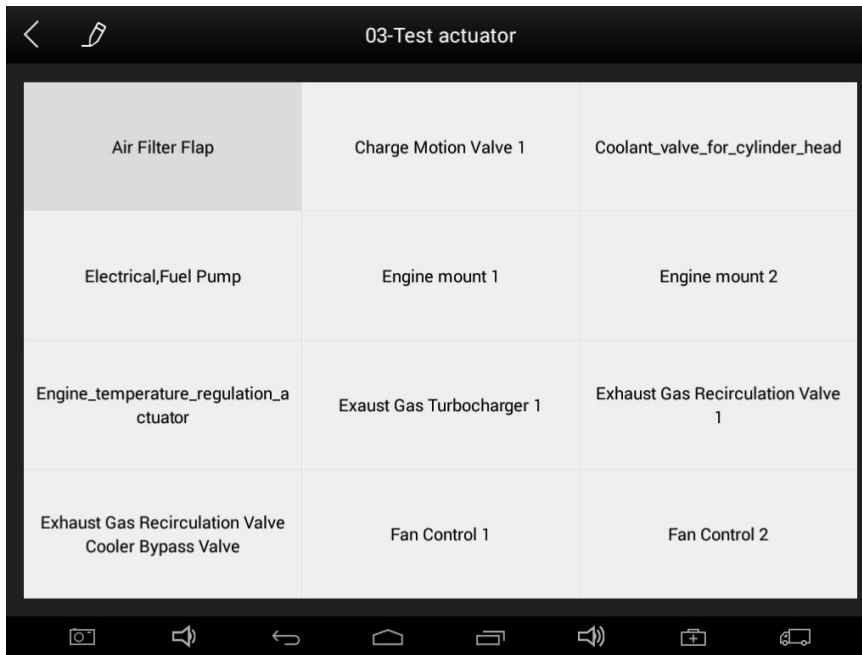 03-Test actuator
Air Filter Flap
Charge Motion Valve 1
Coolant_valve_for_cylinder_head
Electrical,Fuel Pump
Engine mount 1
Engine mount 2
Engine_temperature_regulation_a
ctuator
Exaust Gas Turbocharger 1
Exhaust Gas Recirculation Valve
1
Exhaust Gas Recirculation Valve
Cooler Bypass Valve
Fan Control 1
Fan Control 2